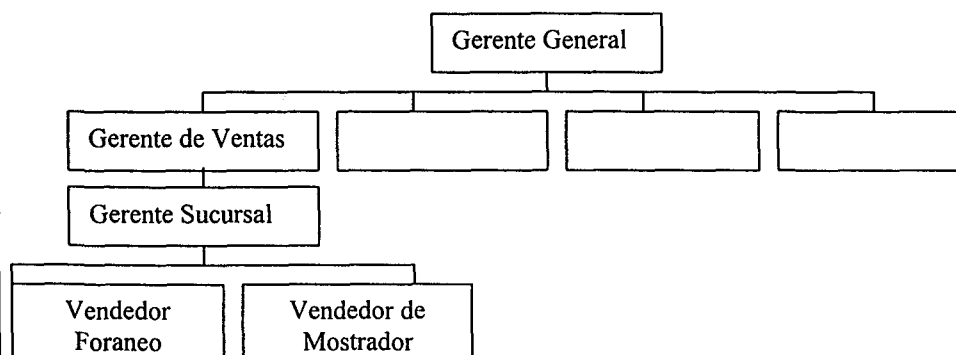 Gerente General
Gerente de Ventas
Gerente Sucursal
Vendedor
Foraneo
Vendedor de
Mostrador